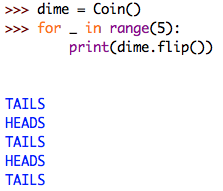 >>> dime = Coin()
>>> for _ in range(5):
        print(dime.flip())
TAILS
HEADS
TAILS
HEADS
TAILS